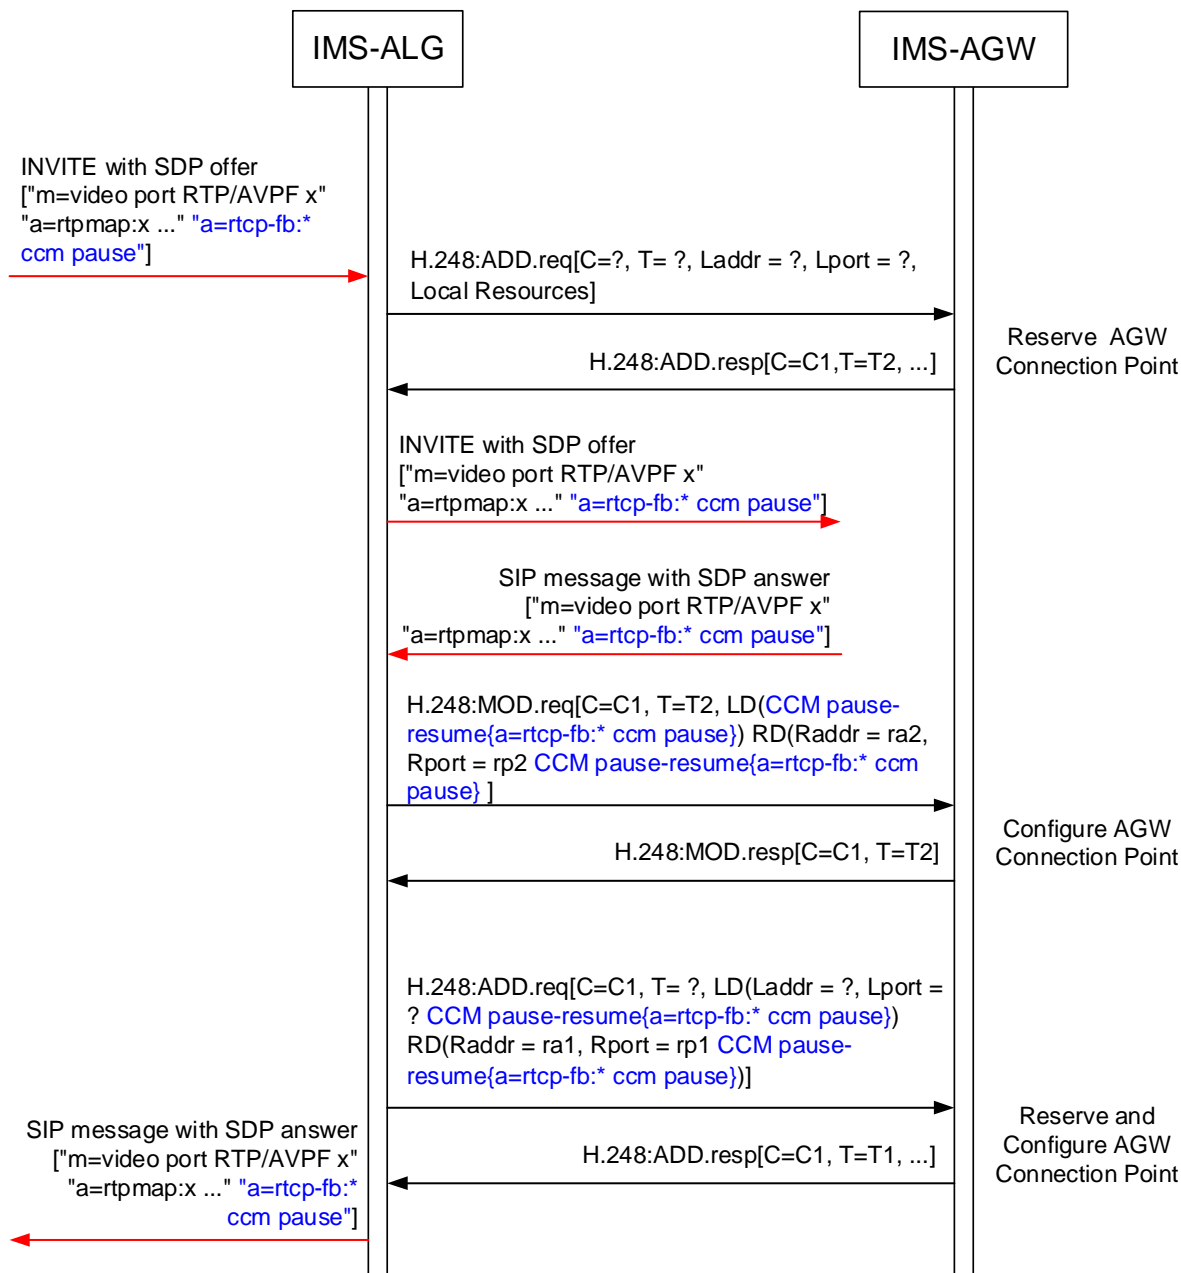 IMS-ALG
IMS-AGW
INVITE with SDP offer
["m=video port RTP/AVPF x"
"a=rtpmap:x ..." "a=rtcp-fb:*
ccm pause"]
H.248:ADD.req[C=?, T= ?, Laddr = ?, Lport = ?,
Local Resources]
Reserve AGW
Connection Point
H.248:ADD.resp[C=C1,T=T2, ...]
INVITE with SDP offer
["m=video port RTP/AVPF x"
"a=rtpmap:x ..." "a=rtcp-fb:* ccm pause"]
SIP message with SDP answer
["m=video port RTP/AVPF x"
"a=rtpmap:x ..." "a=rtcp-fb:* ccm pause"]
H.248:MOD.req[C=C1, T=T2, LD(CCM pause-
resume{a=rtcp-fb:* ccm pause}) RD(Raddr = ra2,
Rport = rp2 CCM pause-resume{a=rtcp-fb:* ccm
pause} ]
Configure AGW
Connection Point
H.248:MOD.resp[C=C1, T=T2]
H.248:ADD.req[C=C1, T= ?, LD(Laddr = ?, Lport =
? CCM pause-resume{a=rtcp-fb:* ccm pause})
RD(Raddr = ra1, Rport = rp1 CCM pause-
resume{a=rtcp-fb:* ccm pause})]
Reserve and
Configure AGW
Connection Point
H.248:ADD.resp[C=C1, T=T1, ...]
SIP message with SDP answer
["m=video port RTP/AVPF x"
"a=rtpmap:x ..." "a=rtcp-fb:*
ccm pause"]